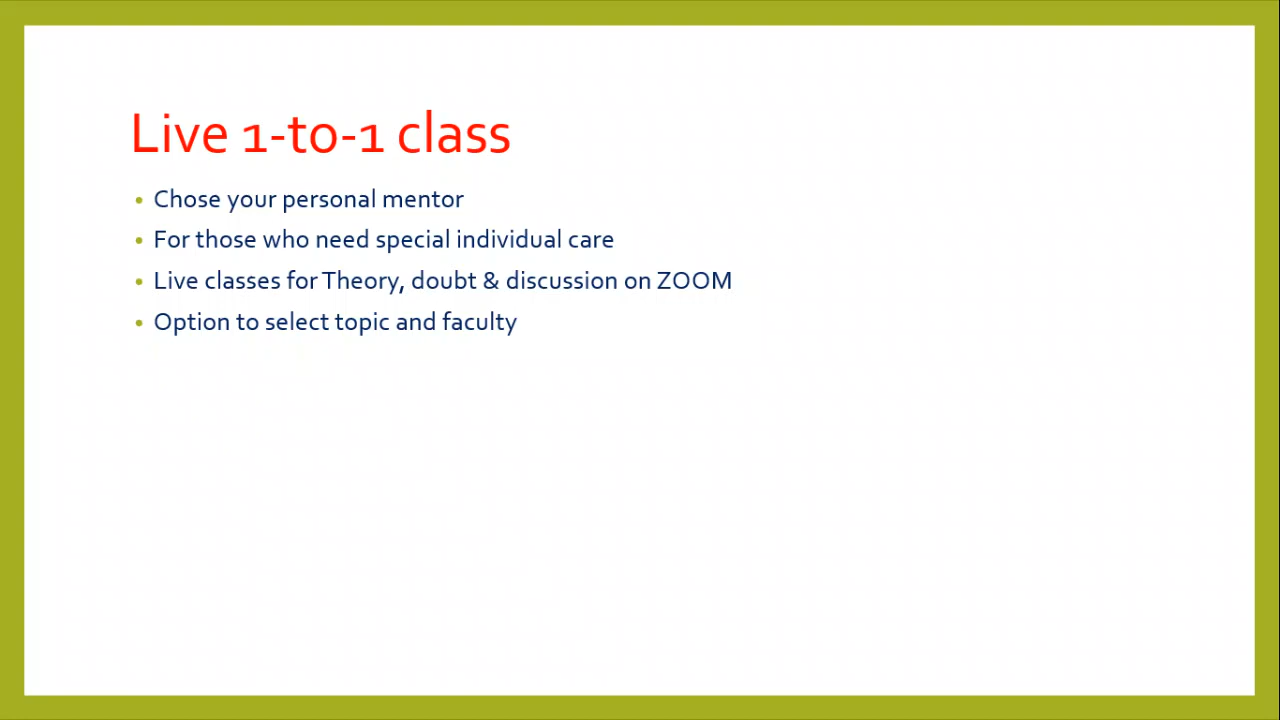 Live 1-to-1 class
• Chose your personal mentor
• For those who need special individual care
• Live classes for Theory, doubt & discussion on ZOOM
• Option to select topic and faculty